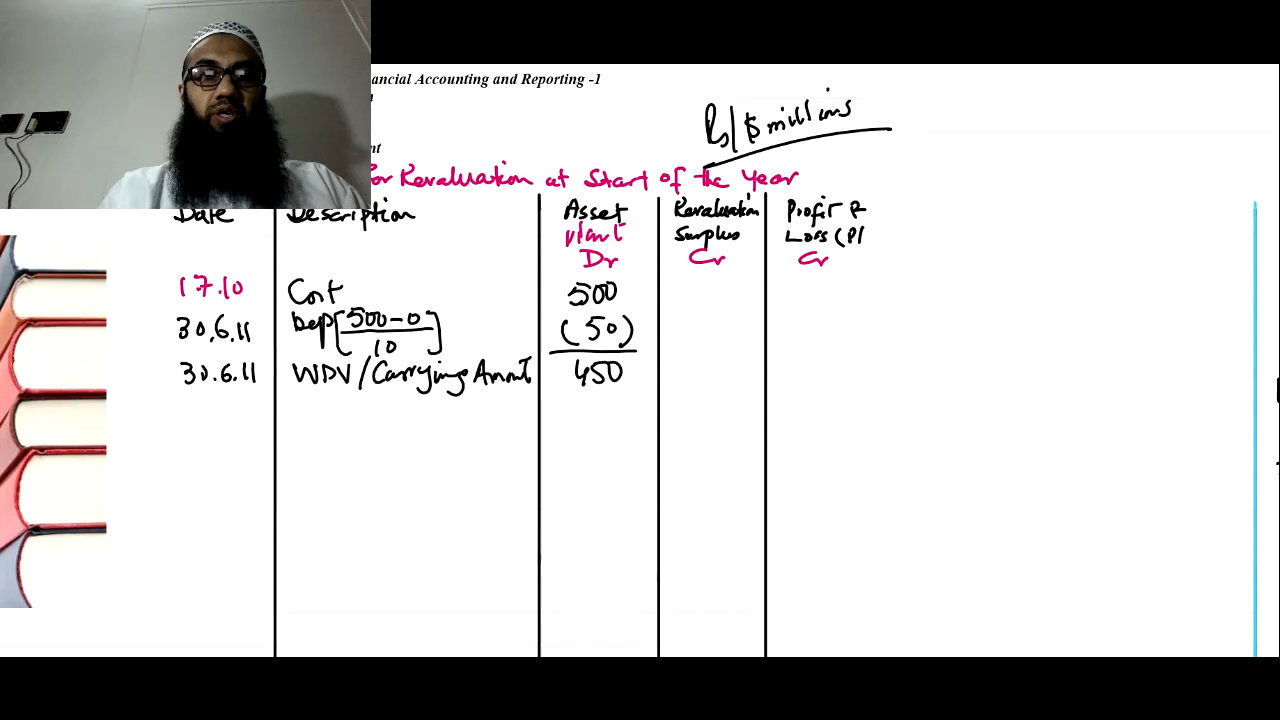 ancial Accounting and Reporting -1
Rs/$ millions
nt
or Revaluation at Start of the Year
Date Description Asset Revaluation Profit &
Plant Surplus Loss (P/
Dr Cr Cr
1.7.10 Cost 500
30.6.11 Dep[500-0/10] (50)
30.6.11 WDV/Carrying Amount 450